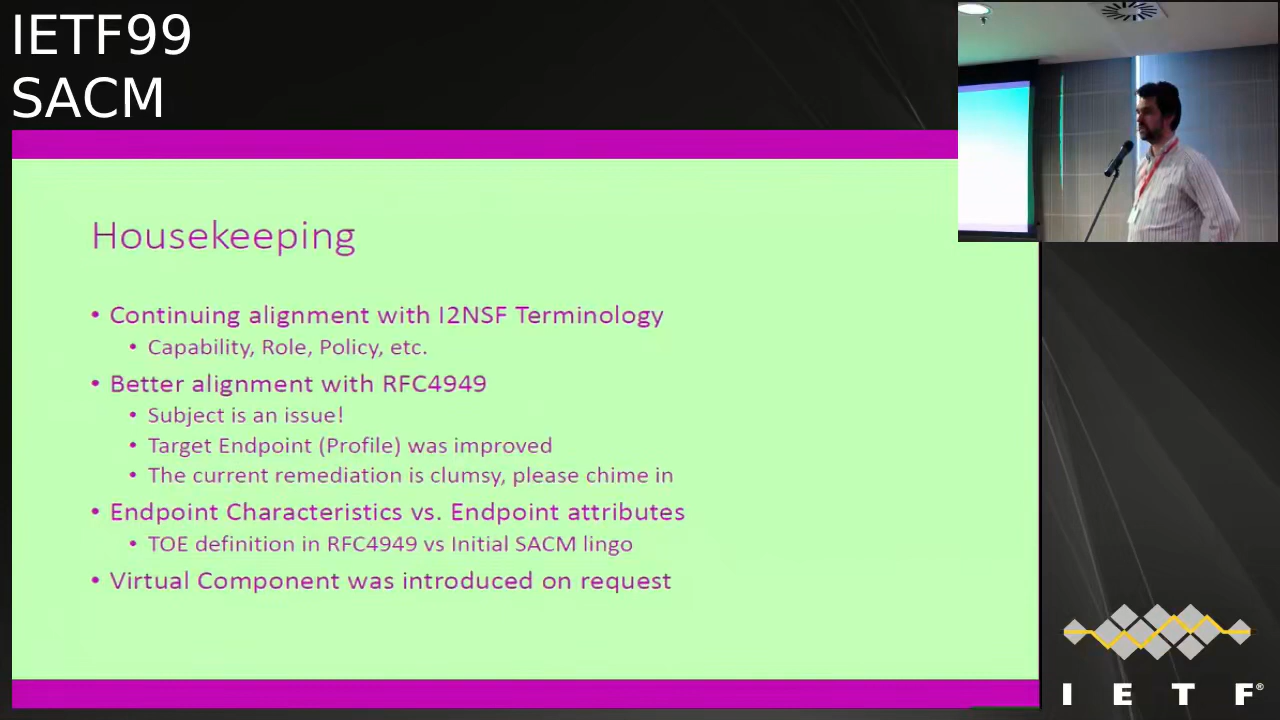 IETF99
SACM
Housekeeping
• Continuing alignment with I2NSF Terminology
• Capability, Role, Policy, etc.
• Better alignment with RFC4949
• Subject is an issue!
• Target Endpoint (Profile) was improved
• The current remediation is clumsy, please chime in
• Endpoint Characteristics vs. Endpoint attributes
• TOE definition in RFC4949 vs Initial SACM lingo
• Virtual Component was introduced on request
I E T F®